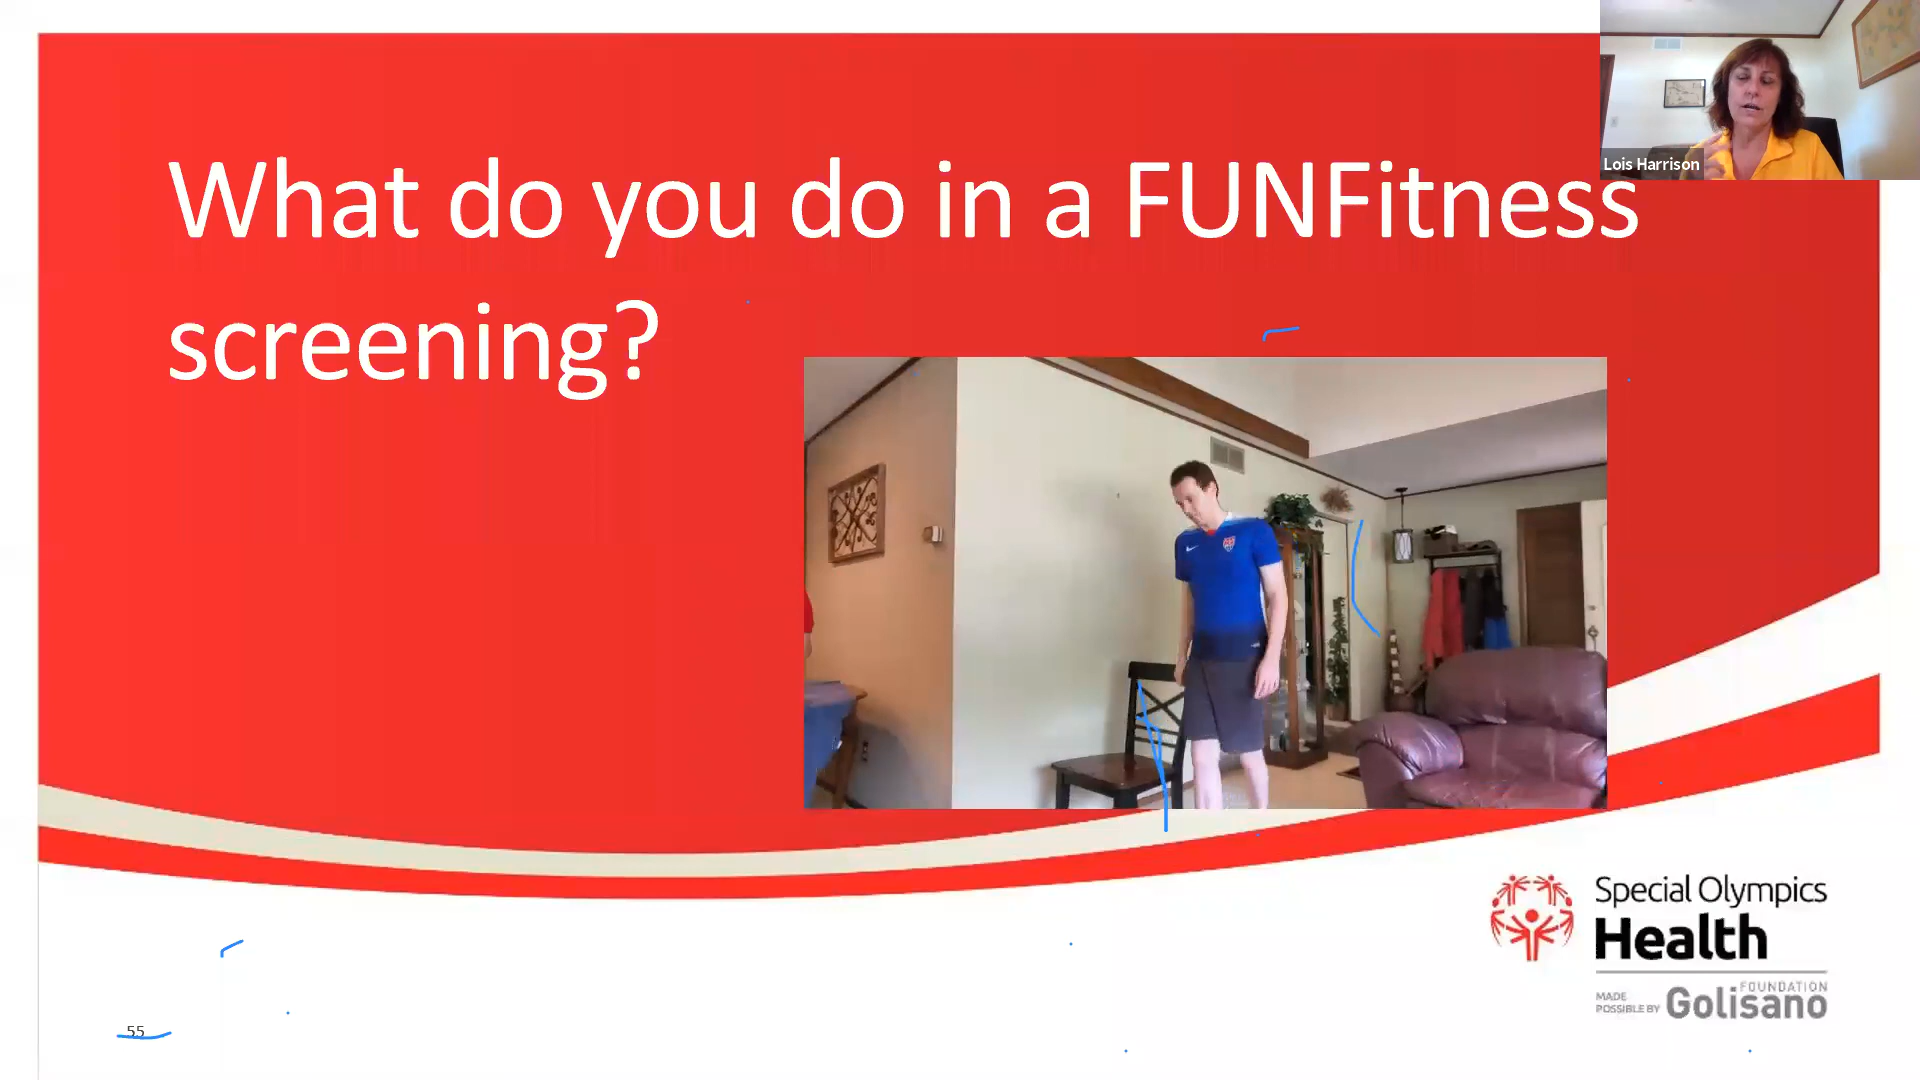 Lois Harrison
What do you do in a FUNFitness
screening?
Special Olympics
Health
MADE
POSSIBLE BY
FOUNDATION
Golisano
55